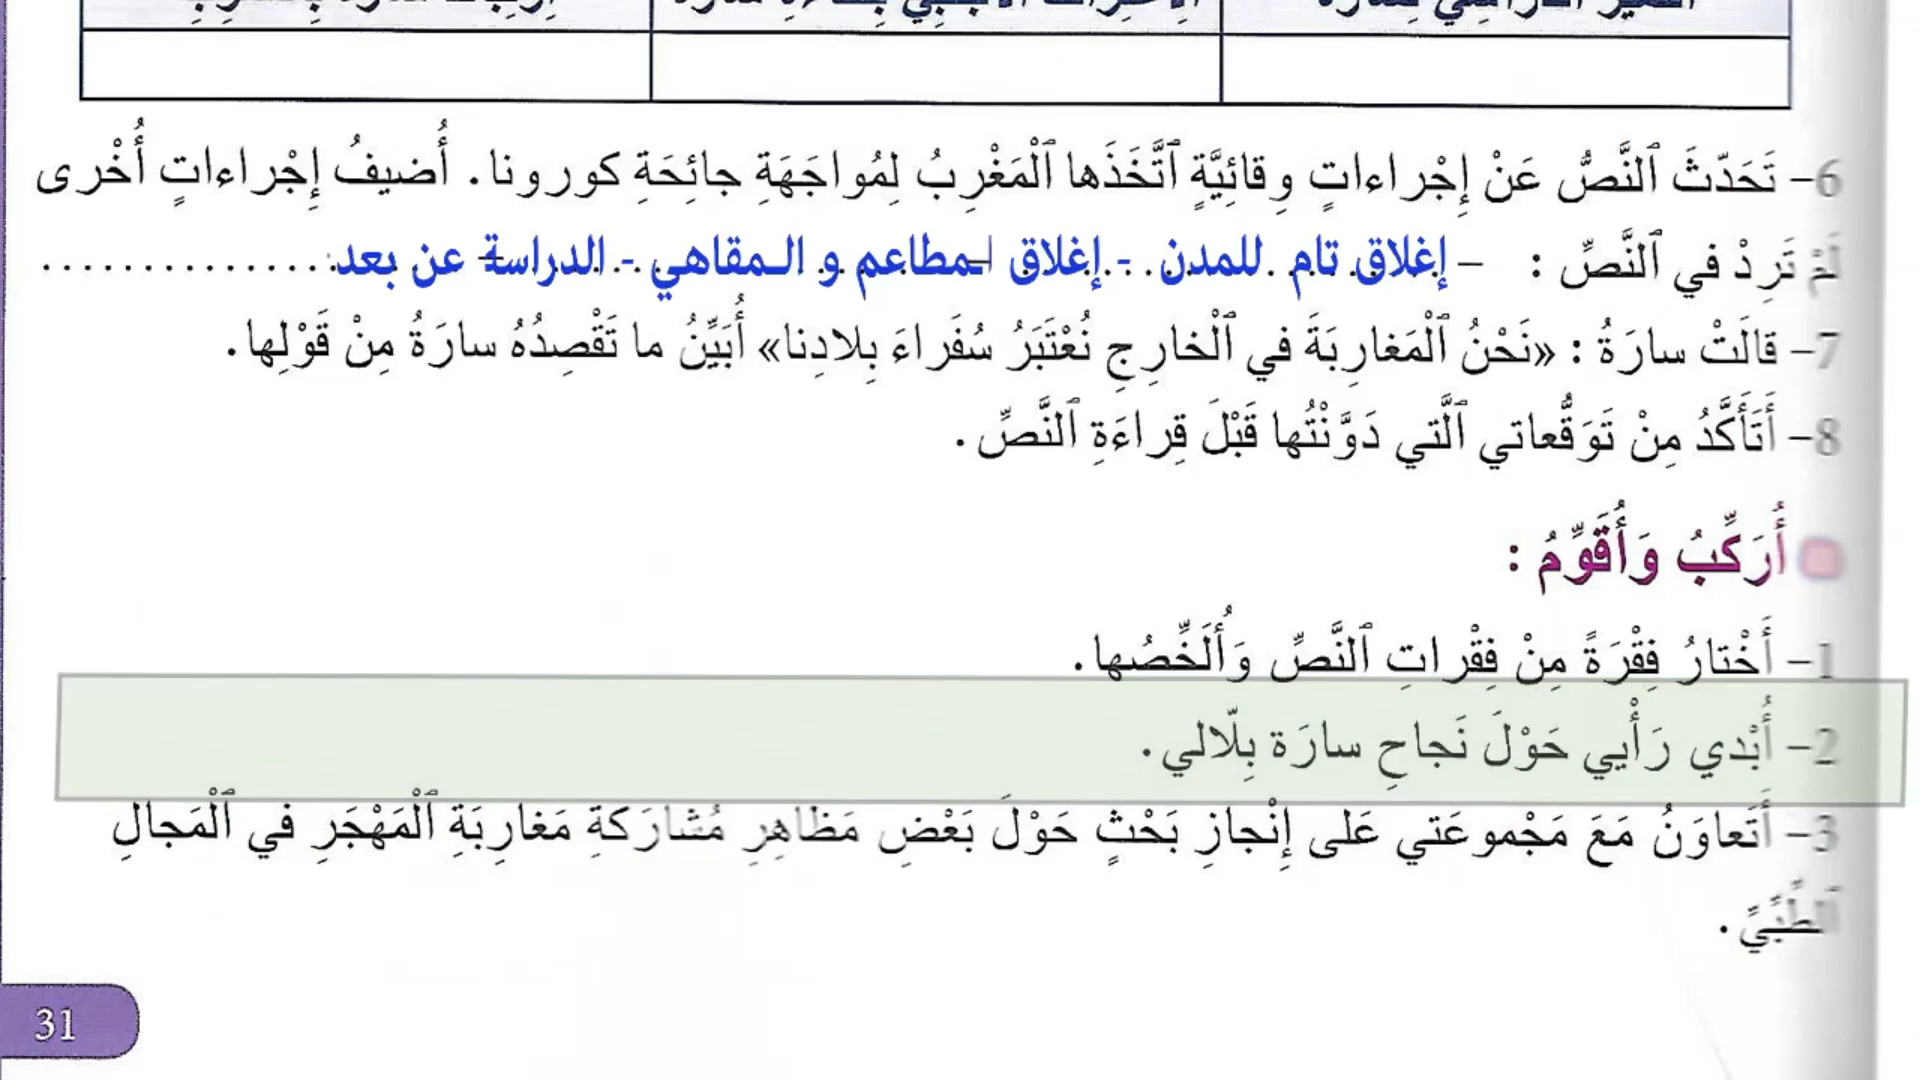 6- تَحَدّثَ ٱلنَّصُّ عَنْ إِجْراءاتٍ وِقائِيَّةٍ ٱتَّخَذَها ٱلْمَغْرِبُ لِمُواجَهَةِ جائِحَةِ كورونا. أُضيفُ إِجْراءاتٍ أُخْرى
لَمْ تَرِدْ في ٱلنَّصِّ : - إغلاق تام للمدن - إغلاق المطاعم و المقاهي - الدراسة عن بعد ................
7- قالَتْ سارَةُ : «نَحْنُ ٱلْمَغارِبَةَ في ٱلْخارِجِ نُعْتَبَرُ سُفَراءَ بِلادِنا» أُبَيِّنُ ما تَقْصِدُهُ سارَةُ مِنْ قَوْلِها.
8- أَتَأَكَّدُ مِنْ تَوَقُّعاتي ٱلَّتي دَوَّنْتُها قَبْلَ قِراءَةِ ٱلنَّصِّ.
أُرَكِّبُ وَأُقَوِّمُ :
1- أَخْتارُ فِقْرَةً مِنْ فِقْراتِ ٱلنَّصِّ وَأُلَخِّصُها.
2- أُبْدي رَأْيي حَوْلَ نَجاحِ سارَة بِلّالي.
3- أَتَعاوَنُ مَعَ مَجْموعَتي عَلى إِنْجازِ بَحْثٍ حَوْلَ بَعْضِ مَظاهِرِ مُشارَكَةِ مَغارِبَةِ ٱلْمَهْجَرِ في ٱلْمَجالِ
ٱلطِّبِّيِّ.
31